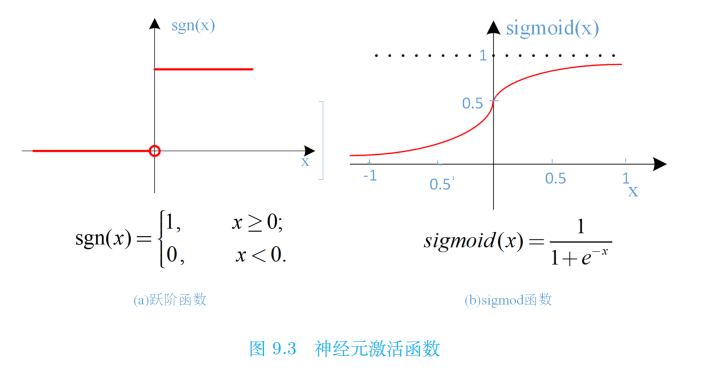 sgn(x)
x
sgn(x) = {1, x ≥ 0;
0, x < 0.
(a)跃阶函数
sigmoid(x)
1
0.5
-1
0.5'
0.5
1
x
sigmoid(x) = 1/(1+e^{-x})
(b)sigmod函数
图 9.3 神经元激活函数